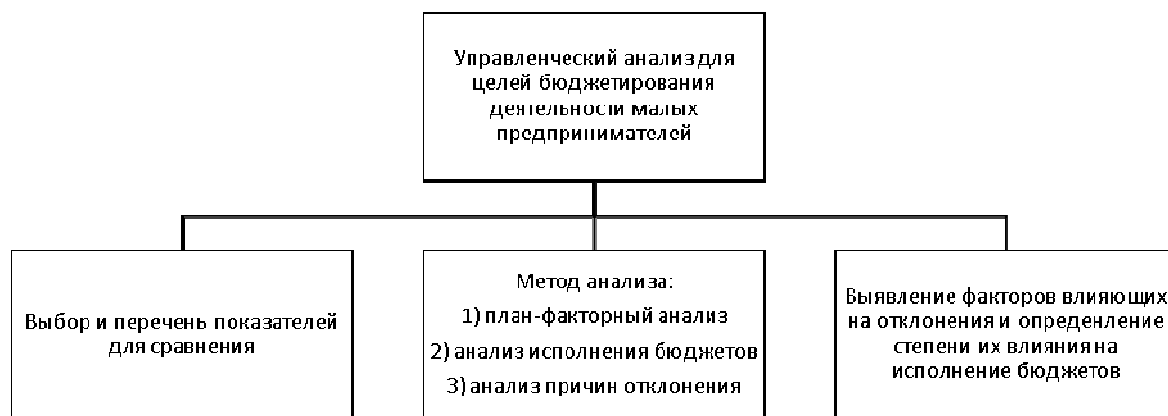 Управленческий анализ для
целей бюджетирования
деятельности малых
предпринимателей
Выбор и перечень показателей
для сравнения
Метод анализа:
1) план-факторный анализ
2) анализ исполнения бюджетов
3) анализ причин отклонения
Выявление факторов влияющих
на отклонения и определение
степени их влияния на
исполнение бюджетов